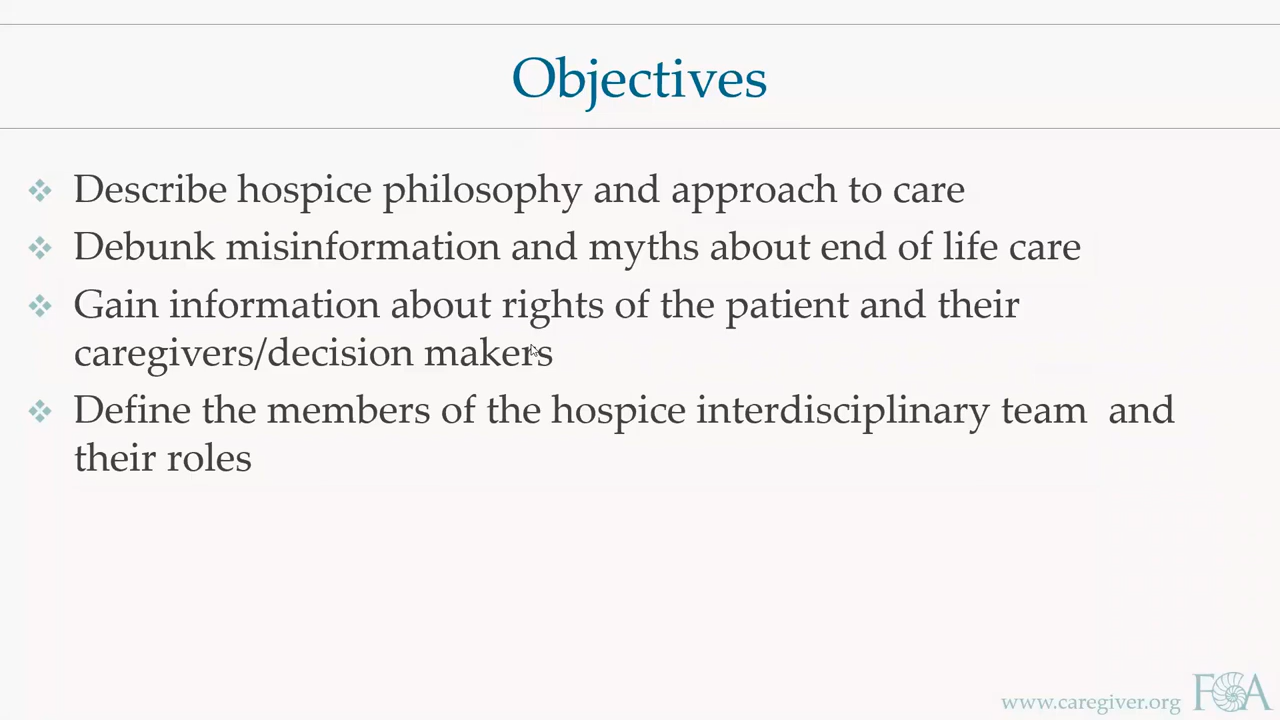 Objectives
Describe hospice philosophy and approach to care
Debunk misinformation and myths about end of life care
Gain information about rights of the patient and their
caregivers/decision makers
Define the members of the hospice interdisciplinary team  and
their roles
www.caregiver.org FCA